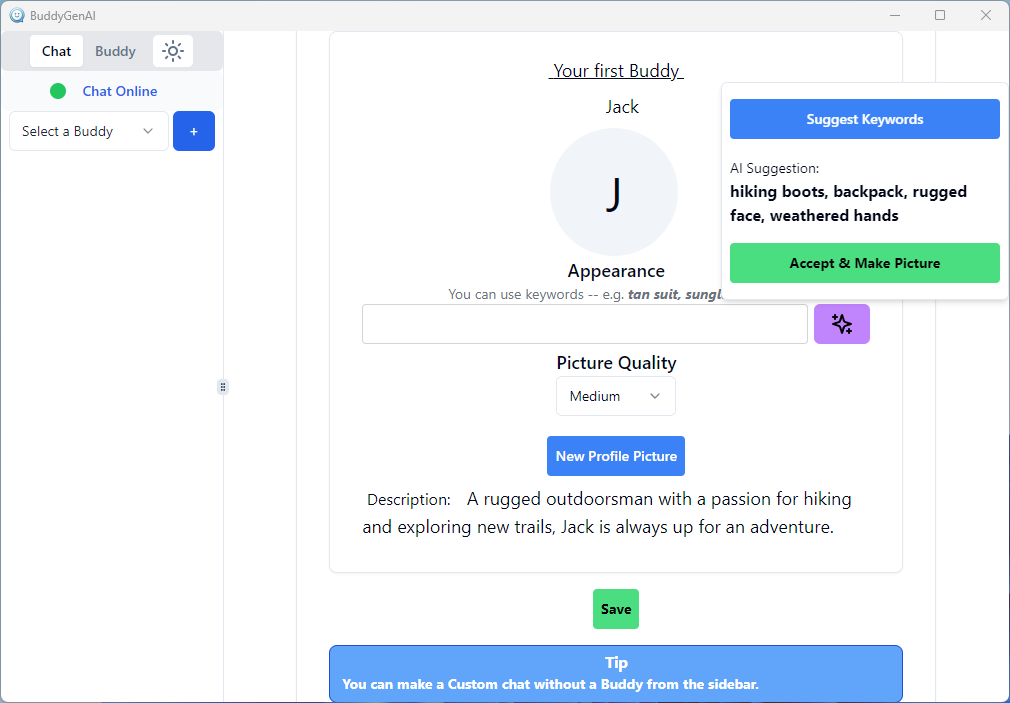 BuddyGenAI
Chat Buddy
Chat Online
Select a Buddy
+
Your first Buddy
Jack
J
Appearance
You can use keywords -- e.g. tan suit,
Picture Quality
Medium
New Profile Picture
Description: A rugged outdoorsman with a passion for hiking
and exploring new trails, Jack is always up for an adventure.
Save
Tip
You can make a Custom chat without a Buddy from the sidebar.
Suggest Keywords
AI Suggestion:
hiking boots, backpack, rugged
face, weathered hands
Accept & Make Picture